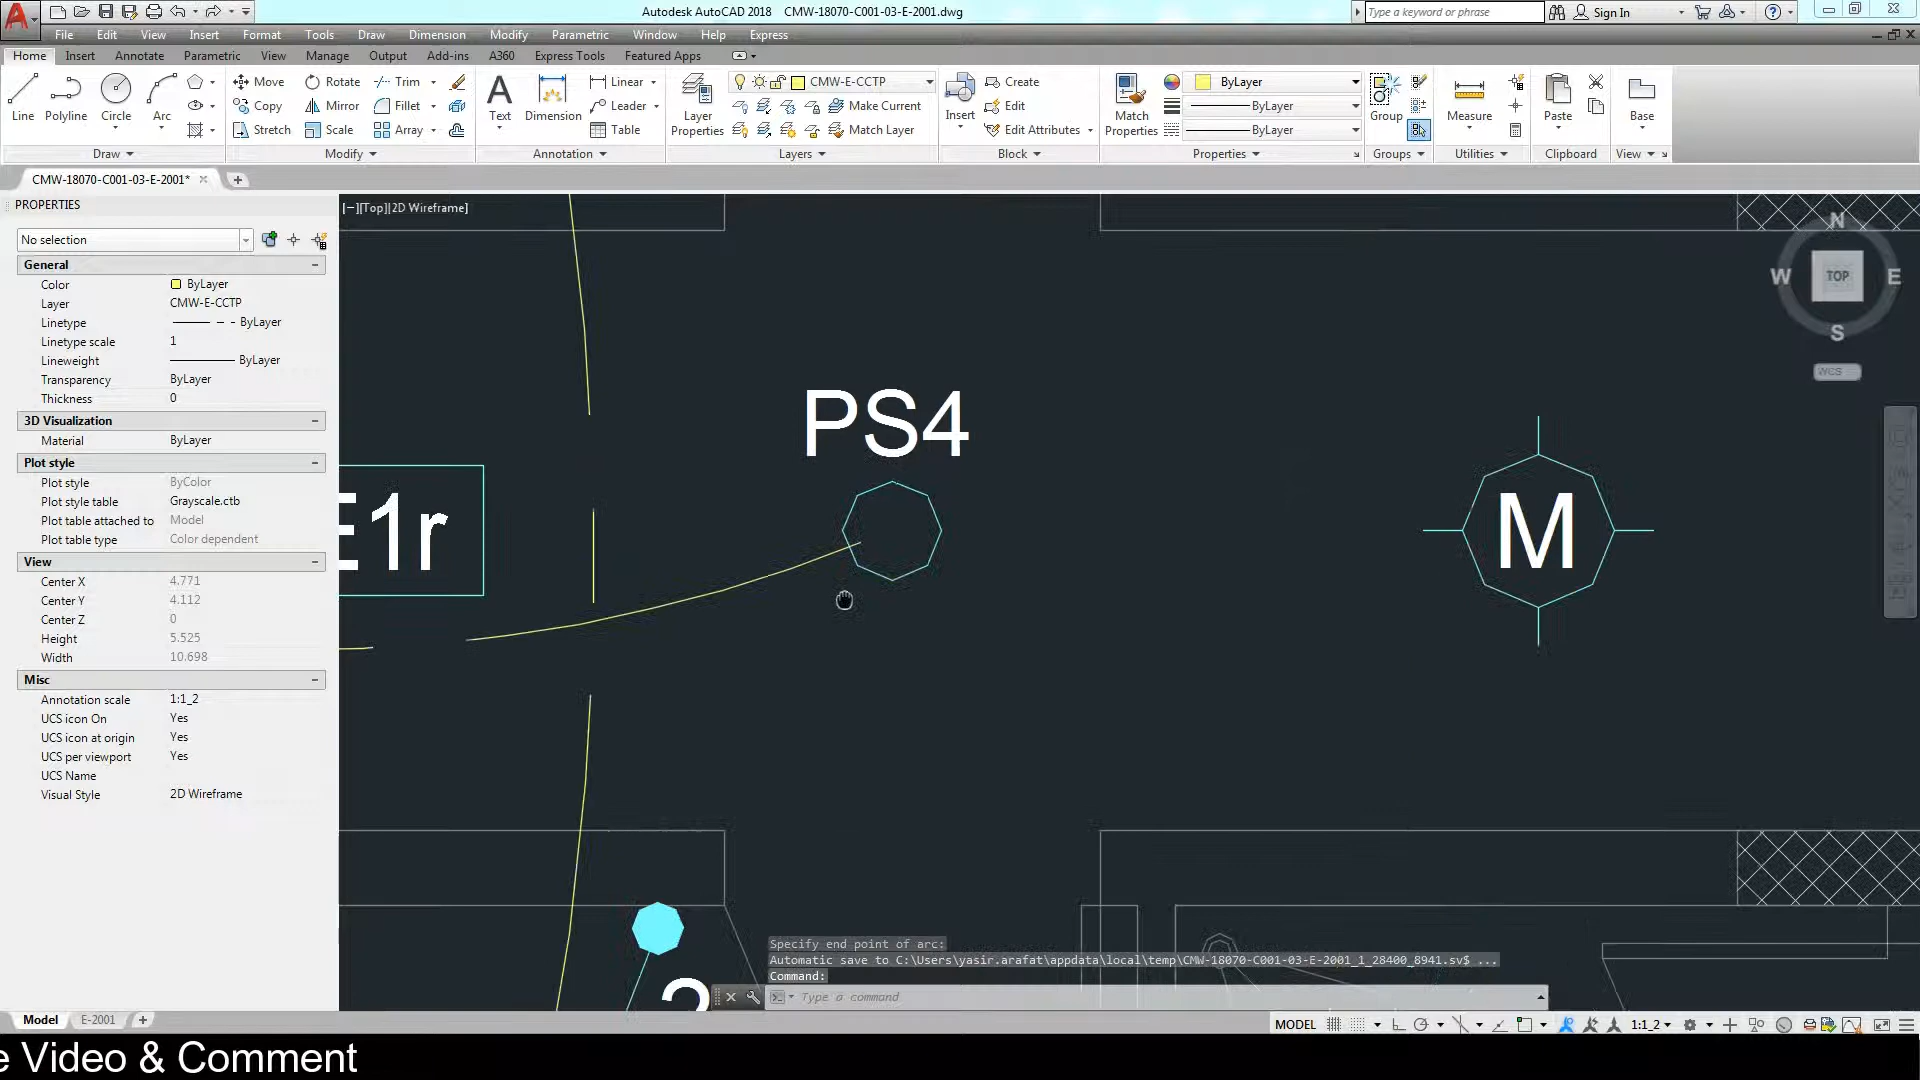 Autodesk AutoCAD 2018 CMW-18070-C001-03-E-2001.dwg
Type a keyword or phrase
Sign In
File Edit View Insert Format Tools Draw Dimension Modify Parametric Window Help Express
Home Insert Annotate Parametric View Manage Output Add-ins A360 Express Tools Featured Apps
Line Polyline Circle Arc
Move Rotate Trim
Copy Mirror Fillet
Stretch Scale Array
Text Dimension
Linear
Leader
Table
Layer Properties
CMW-E-CCTP
Make Current
Match Layer
Insert
Create
Edit
Edit Attributes
Match Properties
ByLayer
ByLayer
ByLayer
Group
Measure
Paste
Base
Draw Modify Annotation Layers Block Properties Groups Utilities Clipboard View
CMW-18070-C001-03-E-2001*
PROPERTIES
No selection
General
Color ByLayer
Layer CMW-E-CCTP
Linetype ByLayer
Linetype scale 1
Lineweight ByLayer
Transparency ByLayer
Thickness 0
3D Visualization
Material ByLayer
Plot style
Plot style ByColor
Plot style table Grayscale.ctb
Plot table attached to Model
Plot table type Color dependent
View
Center X 4.771
Center Y 4.112
Center Z 0
Height 5.525
Width 10.698
Misc
Annotation scale 1:1_2
UCS icon On Yes
UCS icon at origin Yes
UCS per viewport Yes
UCS Name
Visual Style 2D Wireframe
[−][Top][2D Wireframe]
N
W TOP E
S
WCS
PS4
E1r
M
2
Specify end point of arc:
Automatic save to C:\Users\yasir.arafat\appdata\local\temp\CMW-18070-C001-03-E-2001_1_28400_8941.sv$ ...
Command:
Type a command
Model E-2001
MODEL 1:1_2
e Video & Comment